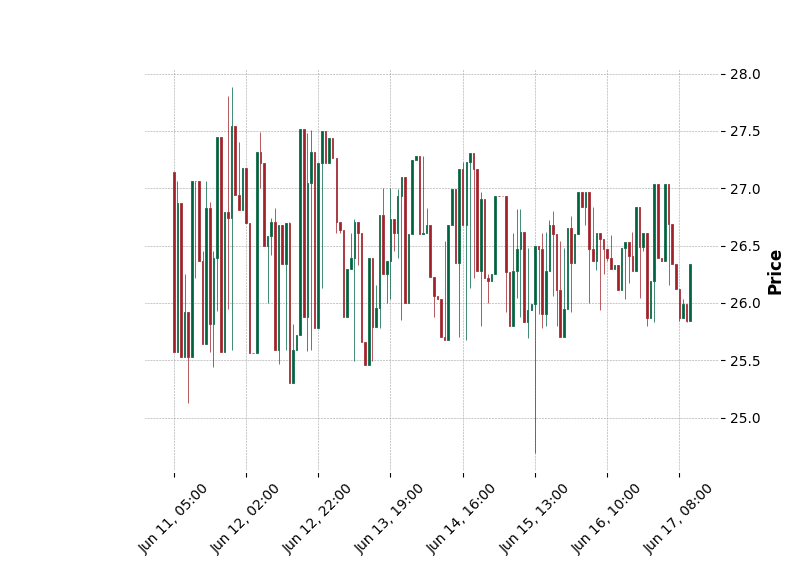 28.0
27.5
27.0
26.5
26.0
25.5
25.0
Price
Jun 11, 05:00
Jun 12, 02:00
Jun 12, 22:00
Jun 13, 19:00
Jun 14, 16:00
Jun 15, 13:00
Jun 16, 10:00
Jun 17, 08:00